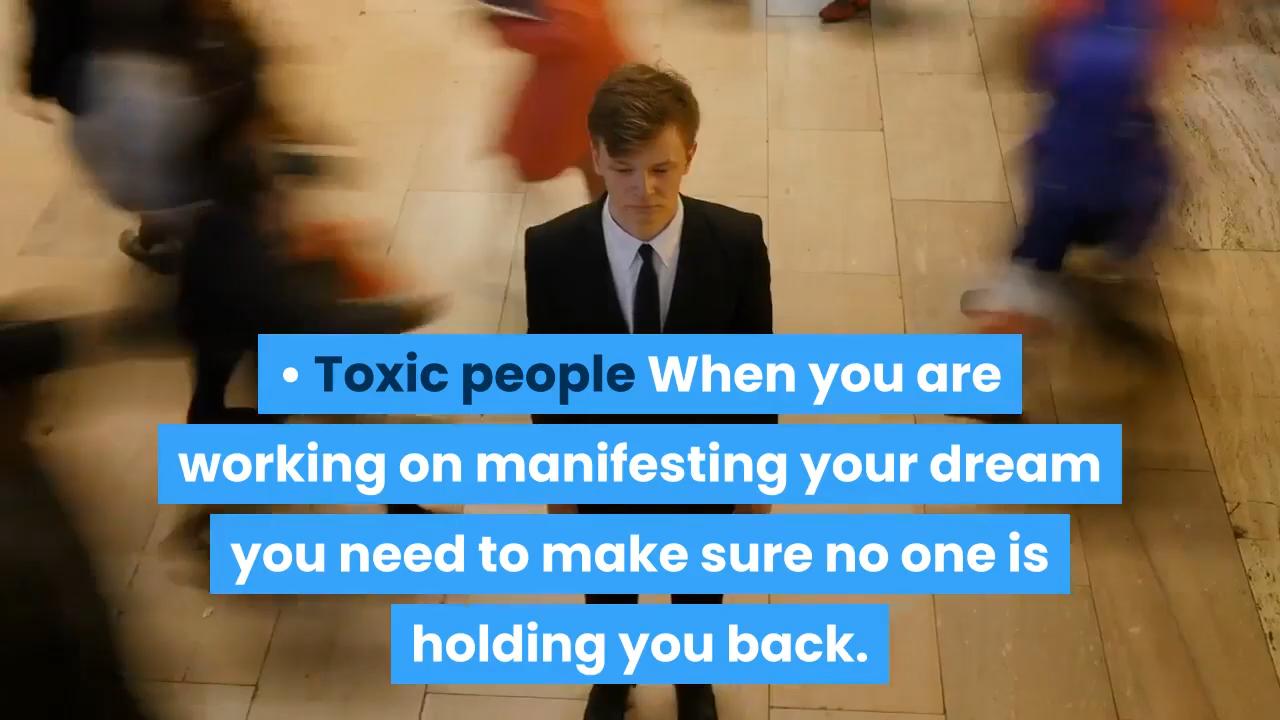 • Toxic people When you are
working on manifesting your dream
you need to make sure no one is
holding you back.